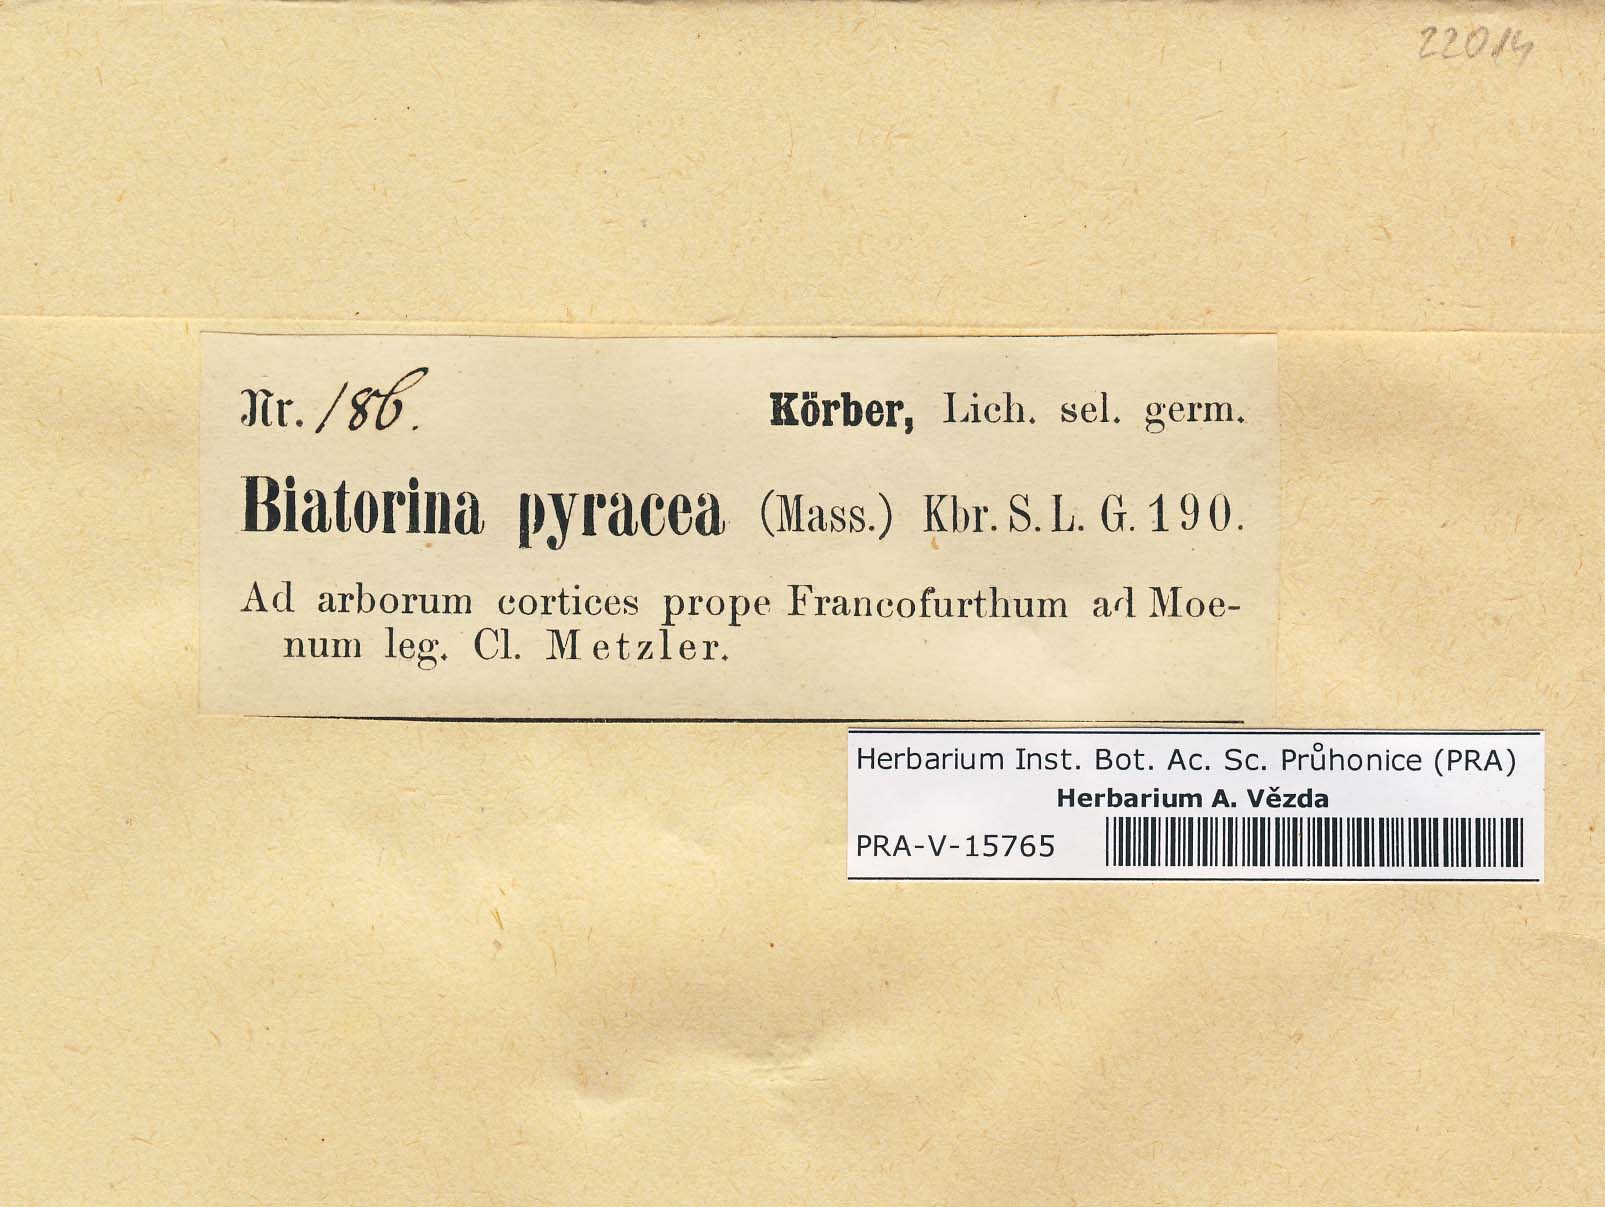 22014
Nr. 186. Körber, Lich. sel. germ.
Biatorina pyracea (Mass.) Kbr. S. L. G. 190.
Ad arborum cortices prope Francofurthum ad Moe-
num leg. Cl. Metzler.
Herbarium Inst. Bot. Ac. Sc. Průhonice (PRA)
Herbarium A. Vězda
PRA-V-15765